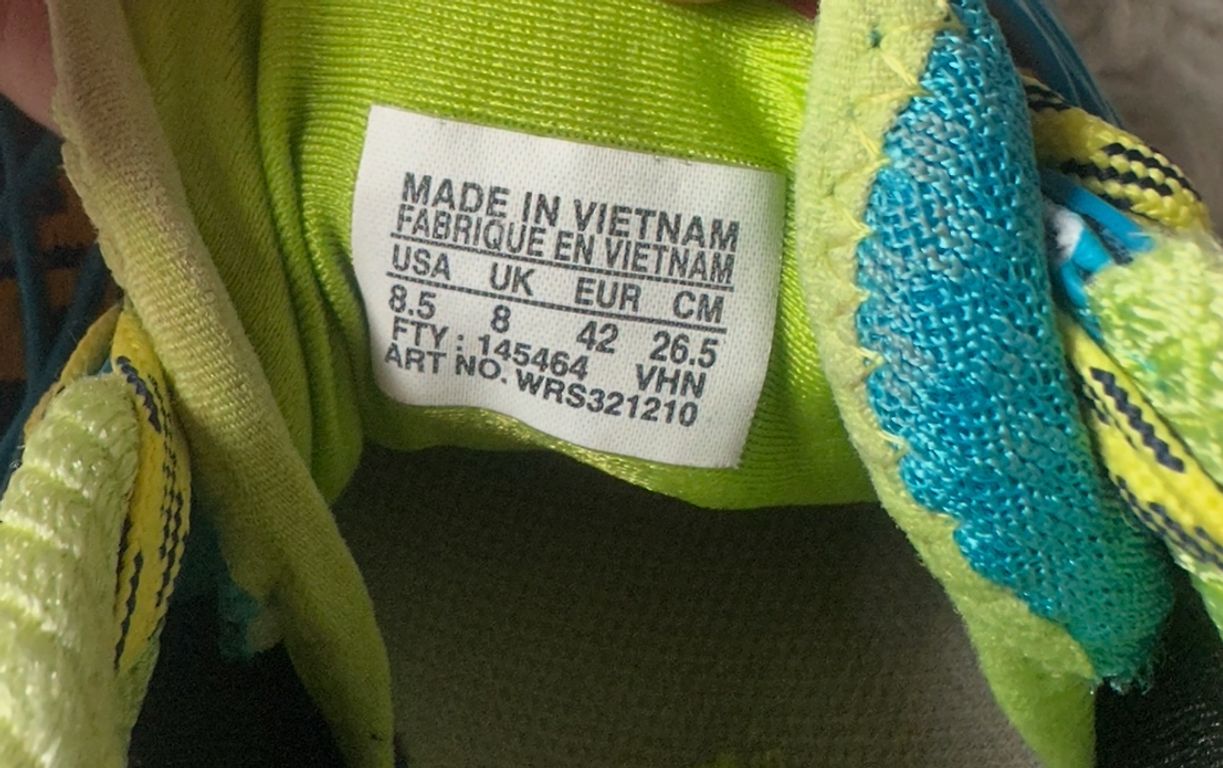 MADE IN VIETNAM
FABRIQUE EN VIETNAM
USA UK EUR CM
8.5 8 42 26.5
FTY : 145464 VHN
ART NO. WRS321210